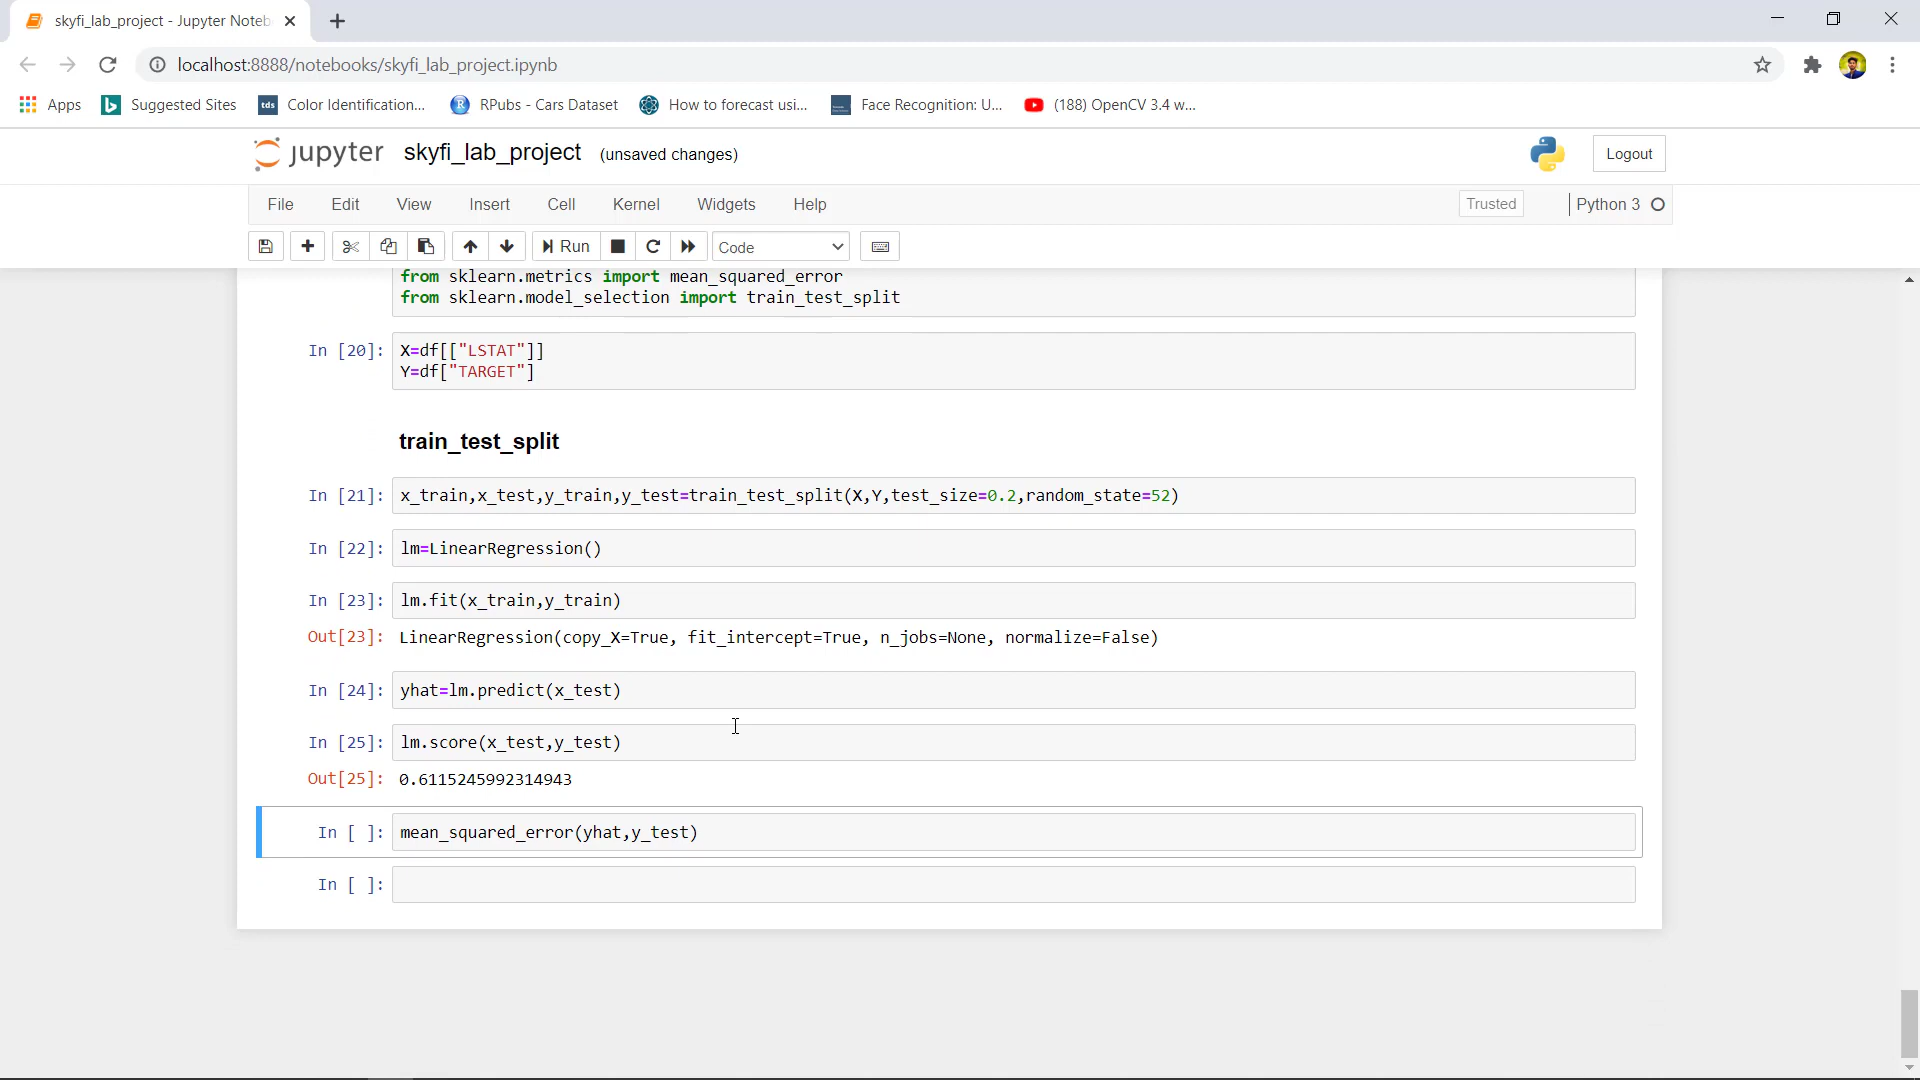 skyfi_lab_project - Jupyter Noteb
localhost:8888/notebooks/skyfi_lab_project.ipynb
Apps
Suggested Sites
tds Color Identification...
R RPubs - Cars Dataset
How to forecast usi...
Face Recognition: U...
(188) OpenCV 3.4 w...
jupyter skyfi_lab_project (unsaved changes)
Logout
File Edit View Insert Cell Kernel Widgets Help
Trusted
Python 3
Run
Code
from sklearn.metrics import mean_squared_error
from sklearn.model_selection import train_test_split
In [20]: X=df[["LSTAT"]]
Y=df["TARGET"]
train_test_split
In [21]: x_train,x_test,y_train,y_test=train_test_split(X,Y,test_size=0.2,random_state=52)
In [22]: lm=LinearRegression()
In [23]: lm.fit(x_train,y_train)
Out[23]: LinearRegression(copy_X=True, fit_intercept=True, n_jobs=None, normalize=False)
In [24]: yhat=lm.predict(x_test)
In [25]: lm.score(x_test,y_test)
Out[25]: 0.6115245992314943
In [ ]: mean_squared_error(yhat,y_test)
In [ ]: